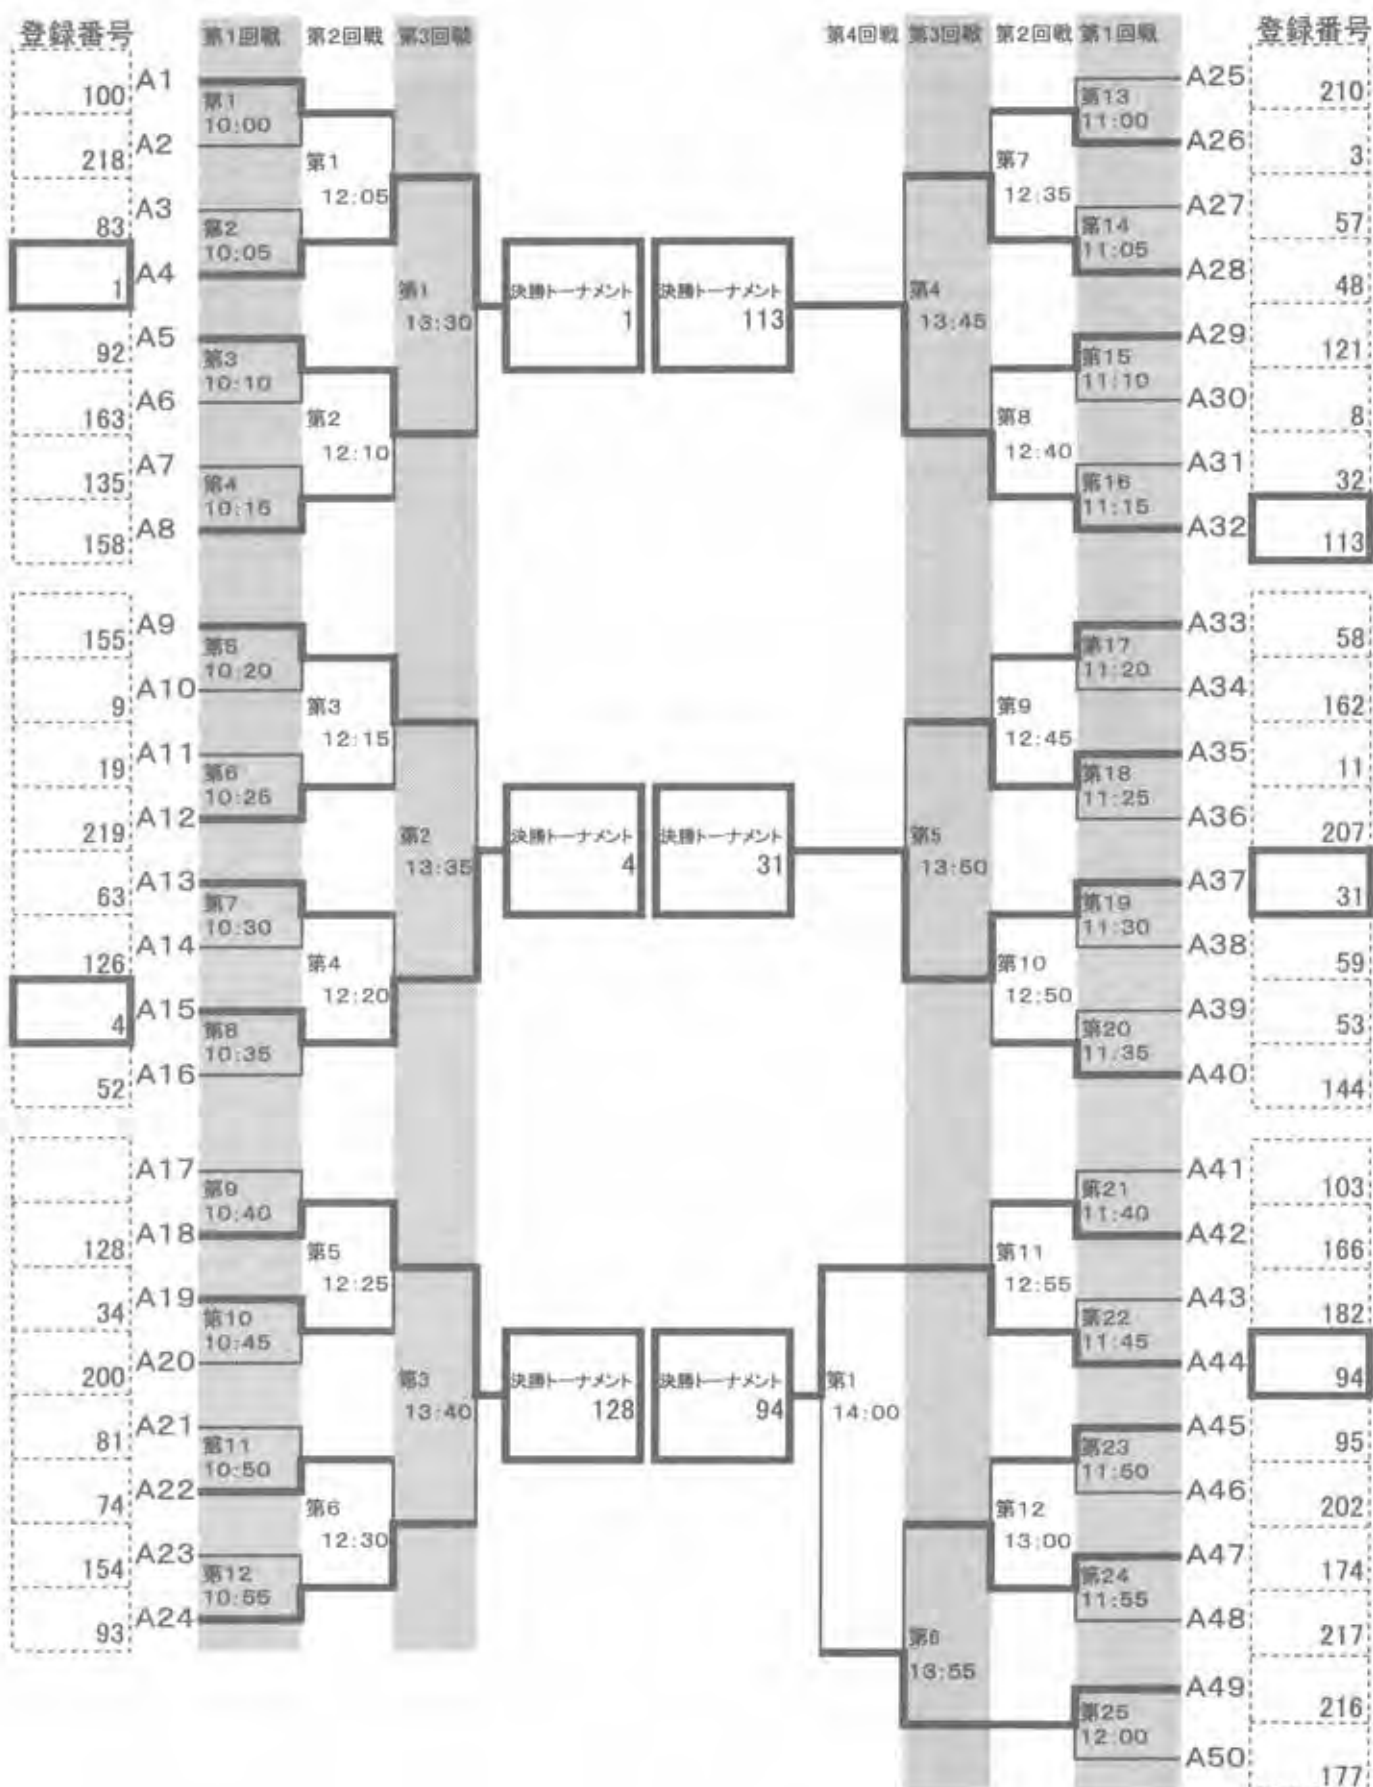 登録番号 第1回戦 第2回戦 第3回戦 第4回戦 第3回戦 第2回戦 第1回戦 登録番号
100 A1
第1
10:00
218 A2
第1
12:05
83 A3
第2
10:05
1 A4
第1
13:30
92 A5
第3
10:10
163 A6
第2
12:10
135 A7
第4
10:15
158 A8
155 A9
第5
10:20
9 A10
第3
12:15
19 A11
第6
10:25
219 A12
第2
13:35
63 A13
第7
10:30
126 A14
第4
12:20
4 A15
第8
10:35
52 A16
A17
第9
10:40
128 A18
第5
12:25
34 A19
第10
10:45
200 A20
第3
13:40
81 A21
第11
10:50
74 A22
第6
12:30
154 A23
第12
10:55
93 A24
決勝トーナメント
1
決勝トーナメント
113
決勝トーナメント
4
決勝トーナメント
31
決勝トーナメント
128
決勝トーナメント
94
A25 210
第13
11:00
A26 3
第7
12:35
A27 57
第14
11:05
A28 48
第4
13:45
A29 121
第15
11:10
A30 8
第8
12:40
A31 32
第16
11:15
A32 113
A33 58
第17
11:20
A34 162
第9
12:45
A35 11
第18
11:25
A36 207
第5
13:50
A37 31
第19
11:30
A38 59
第10
12:50
A39 53
第20
11:35
A40 144
A41 103
第21
11:40
A42 166
第11
12:55
A43 182
第22
11:45
A44 94
第1
14:00
A45 95
第23
11:50
A46 202
第12
13:00
A47 174
第24
11:55
A48 217
第6
13:55
A49 216
第25
12:00
A50 177